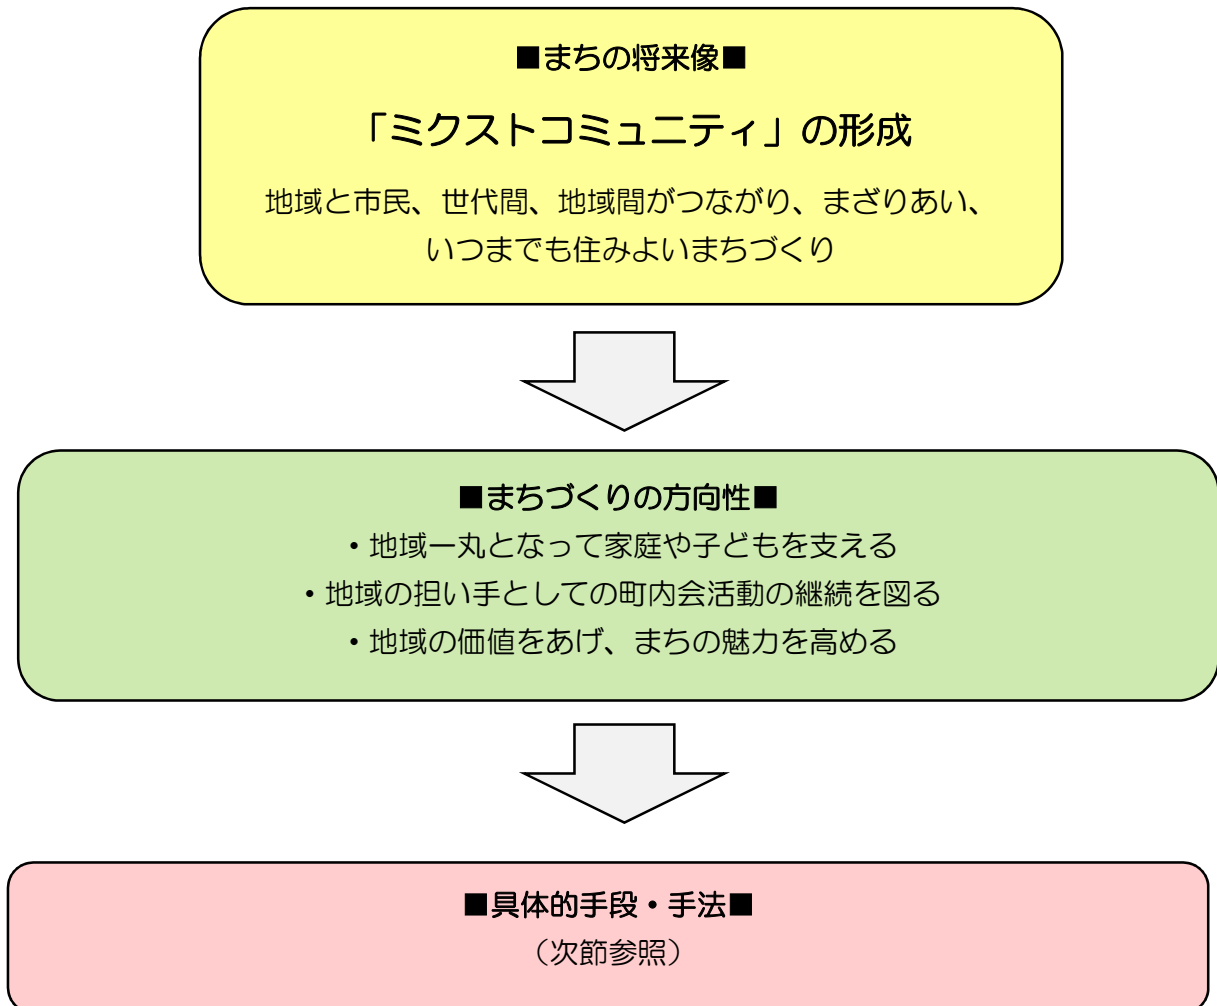 ■まちの将来像■
「ミクストコミュニティ」の形成
地域と市民、世代間、地域間がつながり、まざりあい、
いつまでも住みよいまちづくり
■まちづくりの方向性■
・地域一丸となって家庭や子どもを支える
・地域の担い手としての町内会活動の継続を図る
・地域の価値をあげ、まちの魅力を高める
■具体的手段・手法■
（次節参照）